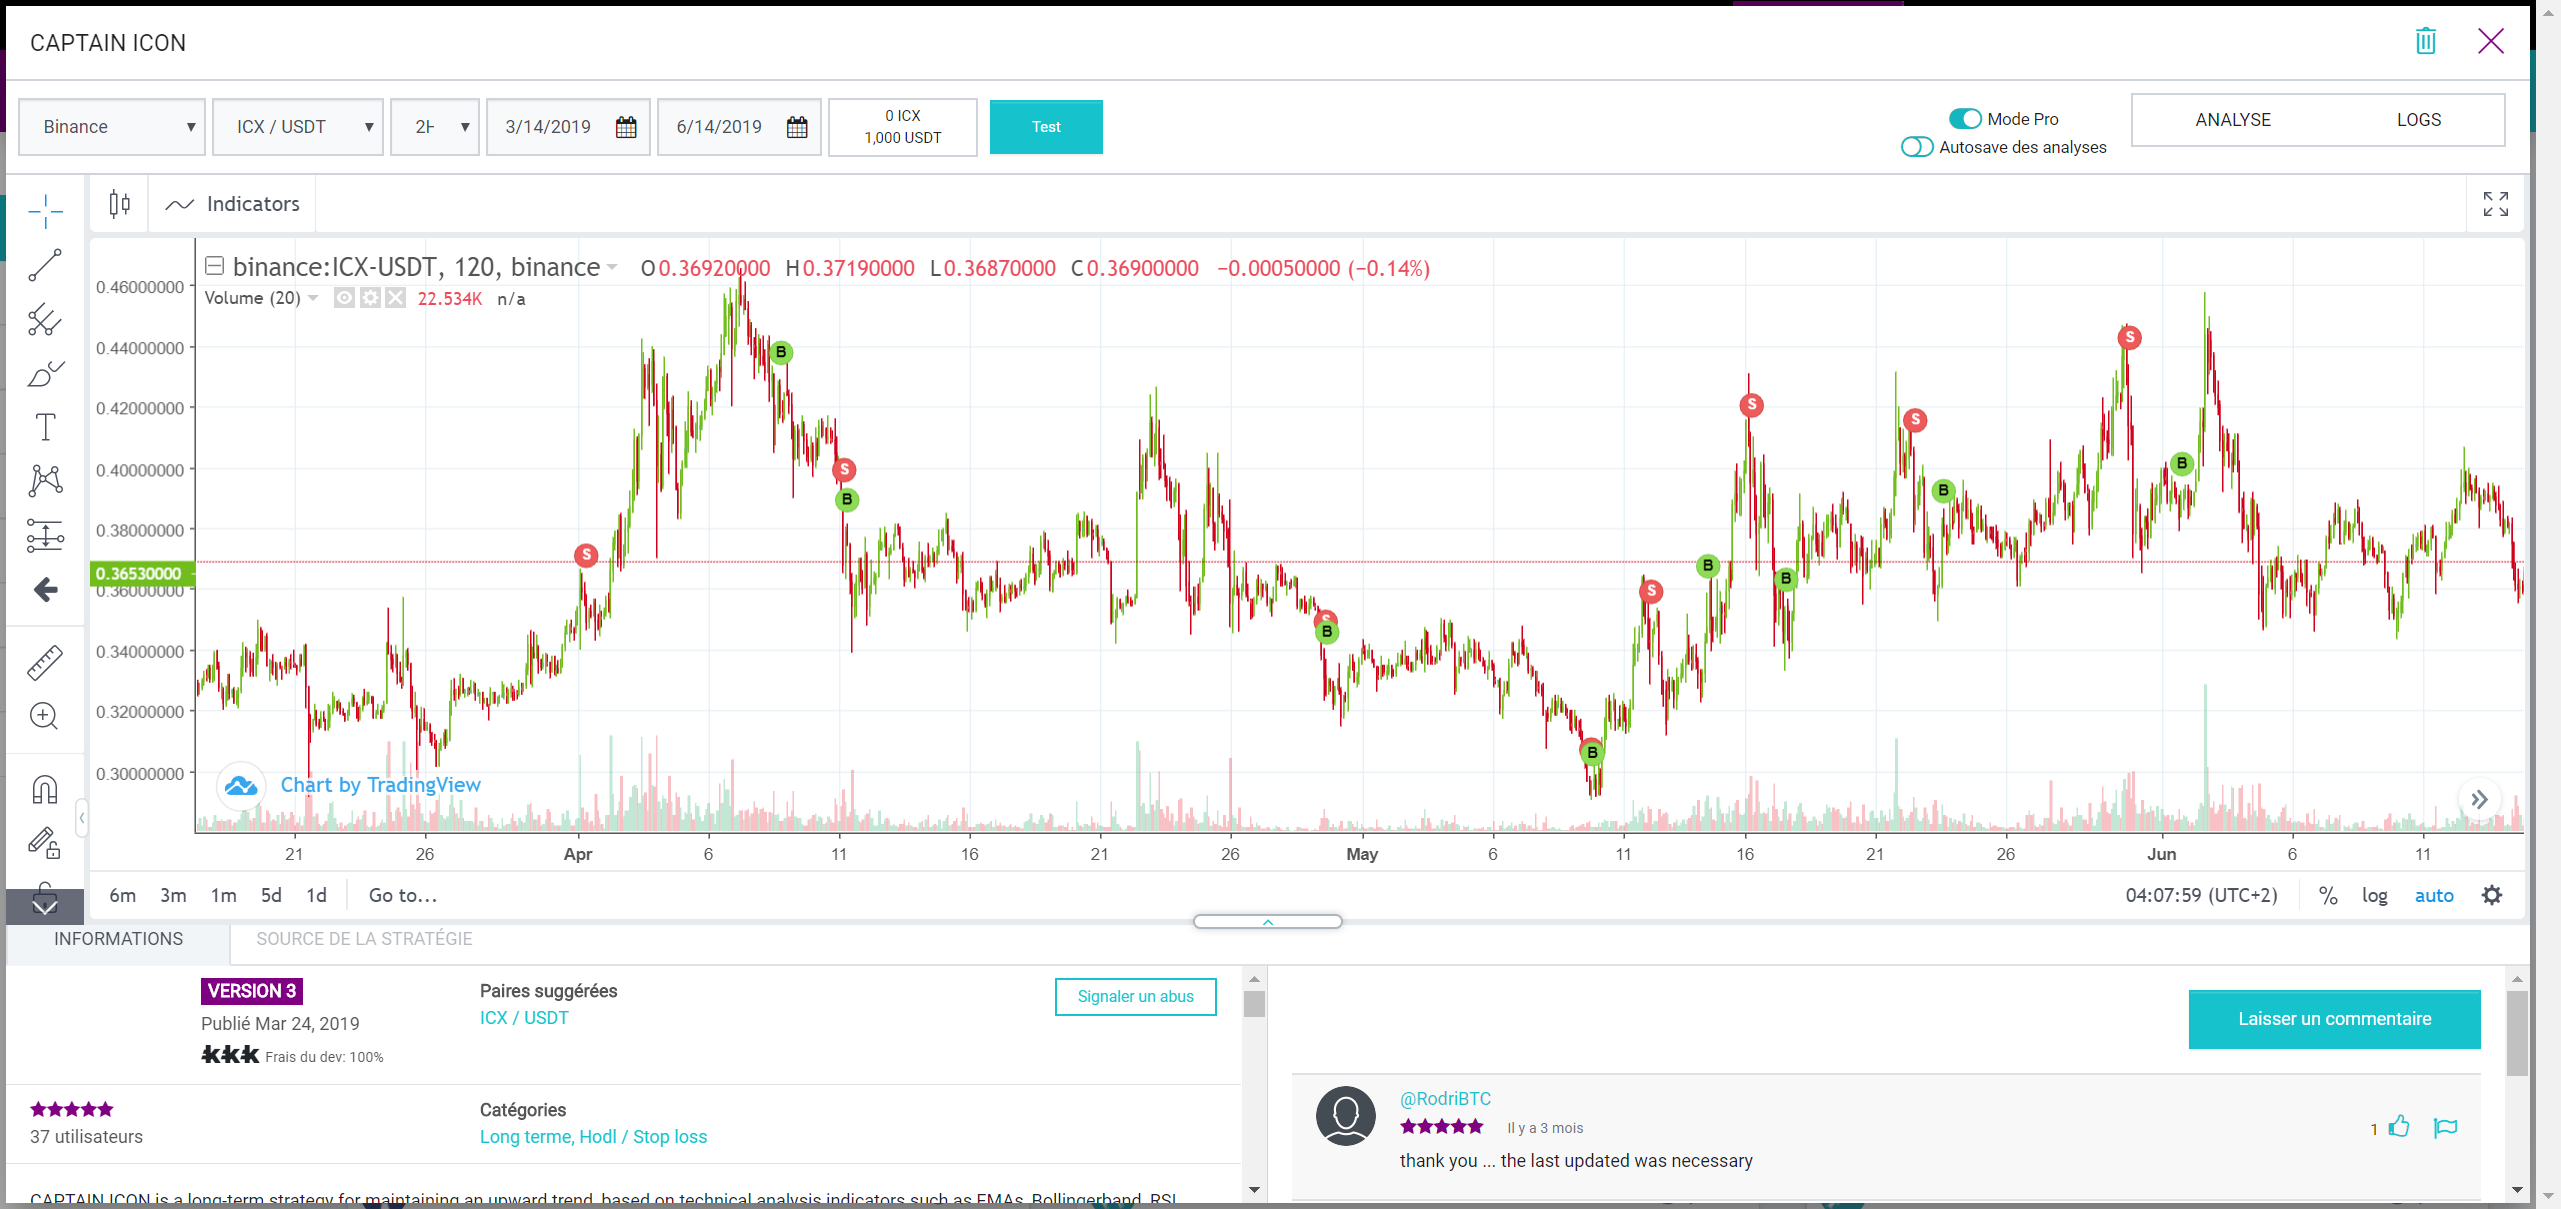 CAPTAIN ICON
Binance
ICX / USDT
2H
3/14/2019
6/14/2019
0 ICX
1,000 USDT
Test
Mode Pro
Autosave des analyses
ANALYSE
LOGS
Indicators
binance:ICX-USDT, 120, binance O0.36920000 H0.37190000 L0.36870000 C0.36900000 −0.00050000 (−0.14%)
Volume (20) 22.534K n/a
0.46000000
0.44000000
0.42000000
0.40000000
0.38000000
0.36530000
0.36000000
0.34000000
0.32000000
0.30000000
S
B
S
B
S
B
B
S
B
S
B
S
B
S
B
Chart by TradingView
21 26 Apr 6 11 16 21 26 May 6 11 16 21 26 Jun 6 11
6m 3m 1m 5d 1d Go to...
04:07:59 (UTC+2) % log auto
INFORMATIONS
SOURCE DE LA STRATÉGIE
VERSION 3
Publié Mar 24, 2019
Frais du dev: 100%
Paires suggérées
ICX / USDT
Signaler un abus
37 utilisateurs
Catégories
Long terme, Hodl / Stop loss
CAPTAIN ICON is a long-term strategy for maintaining an upward trend, based on technical analysis indicators such as EMAs, Bollingerband, RSI
Laisser un commentaire
@RodriBTC
Il y a 3 mois
1
thank you ... the last updated was necessary